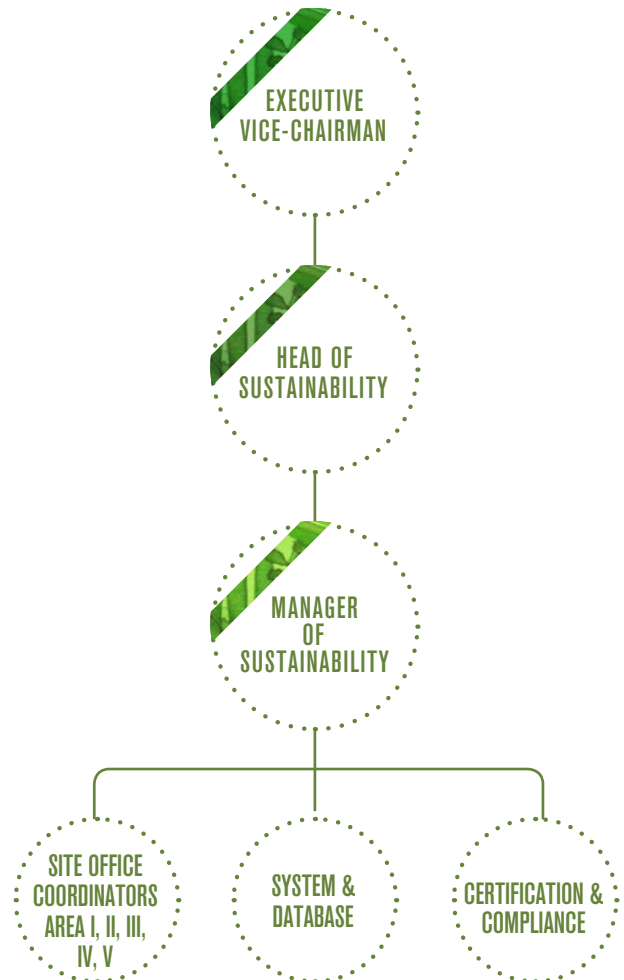 EXECUTIVE
VICE-CHAIRMAN
HEAD OF
SUSTAINABILITY
MANAGER
OF
SUSTAINABILITY
SITE OFFICE
COORDINATORS
AREA I, II, III,
IV, V
SYSTEM &
DATABASE
CERTIFICATION &
COMPLIANCE